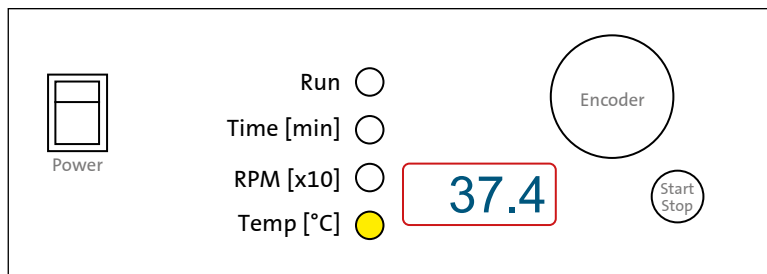 Power
Run
Time [min]
RPM [x10]
Temp [°C]
37.4
Encoder
Start
Stop